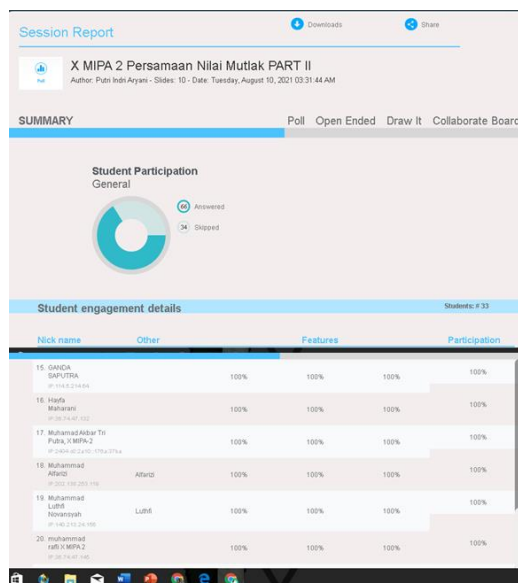 Session Report
Downloads
Share
Poll
X MIPA 2 Persamaan Nilai Mutlak PART II
Author: Putri Indri Aryani - Slides: 10 - Date: Tuesday, August 10, 2021 03:31:44 AM
SUMMARY
Poll Open Ended Draw It Collaborate Board
Student Participation
General
66 Answered
34 Skipped
Student engagement details
Students: # 33
Nick name Other Features Participation
15. GANDA
SAPUTRA
100% 100% 100% 100%
16. Hayfa
Maharani
100% 100% 100% 100%
17. Muhamad Akbar Tri
Putra, X MIPA-2
100% 100% 100% 100%
18. Muhammad
Alfarizi
Alfarizi 100% 100% 100% 100%
19. Muhammad
Luthfi
Novansyah
Luthfi 100% 100% 100% 100%
20. muhammad
rafi X MIPA 2
100% 100% 100% 100%